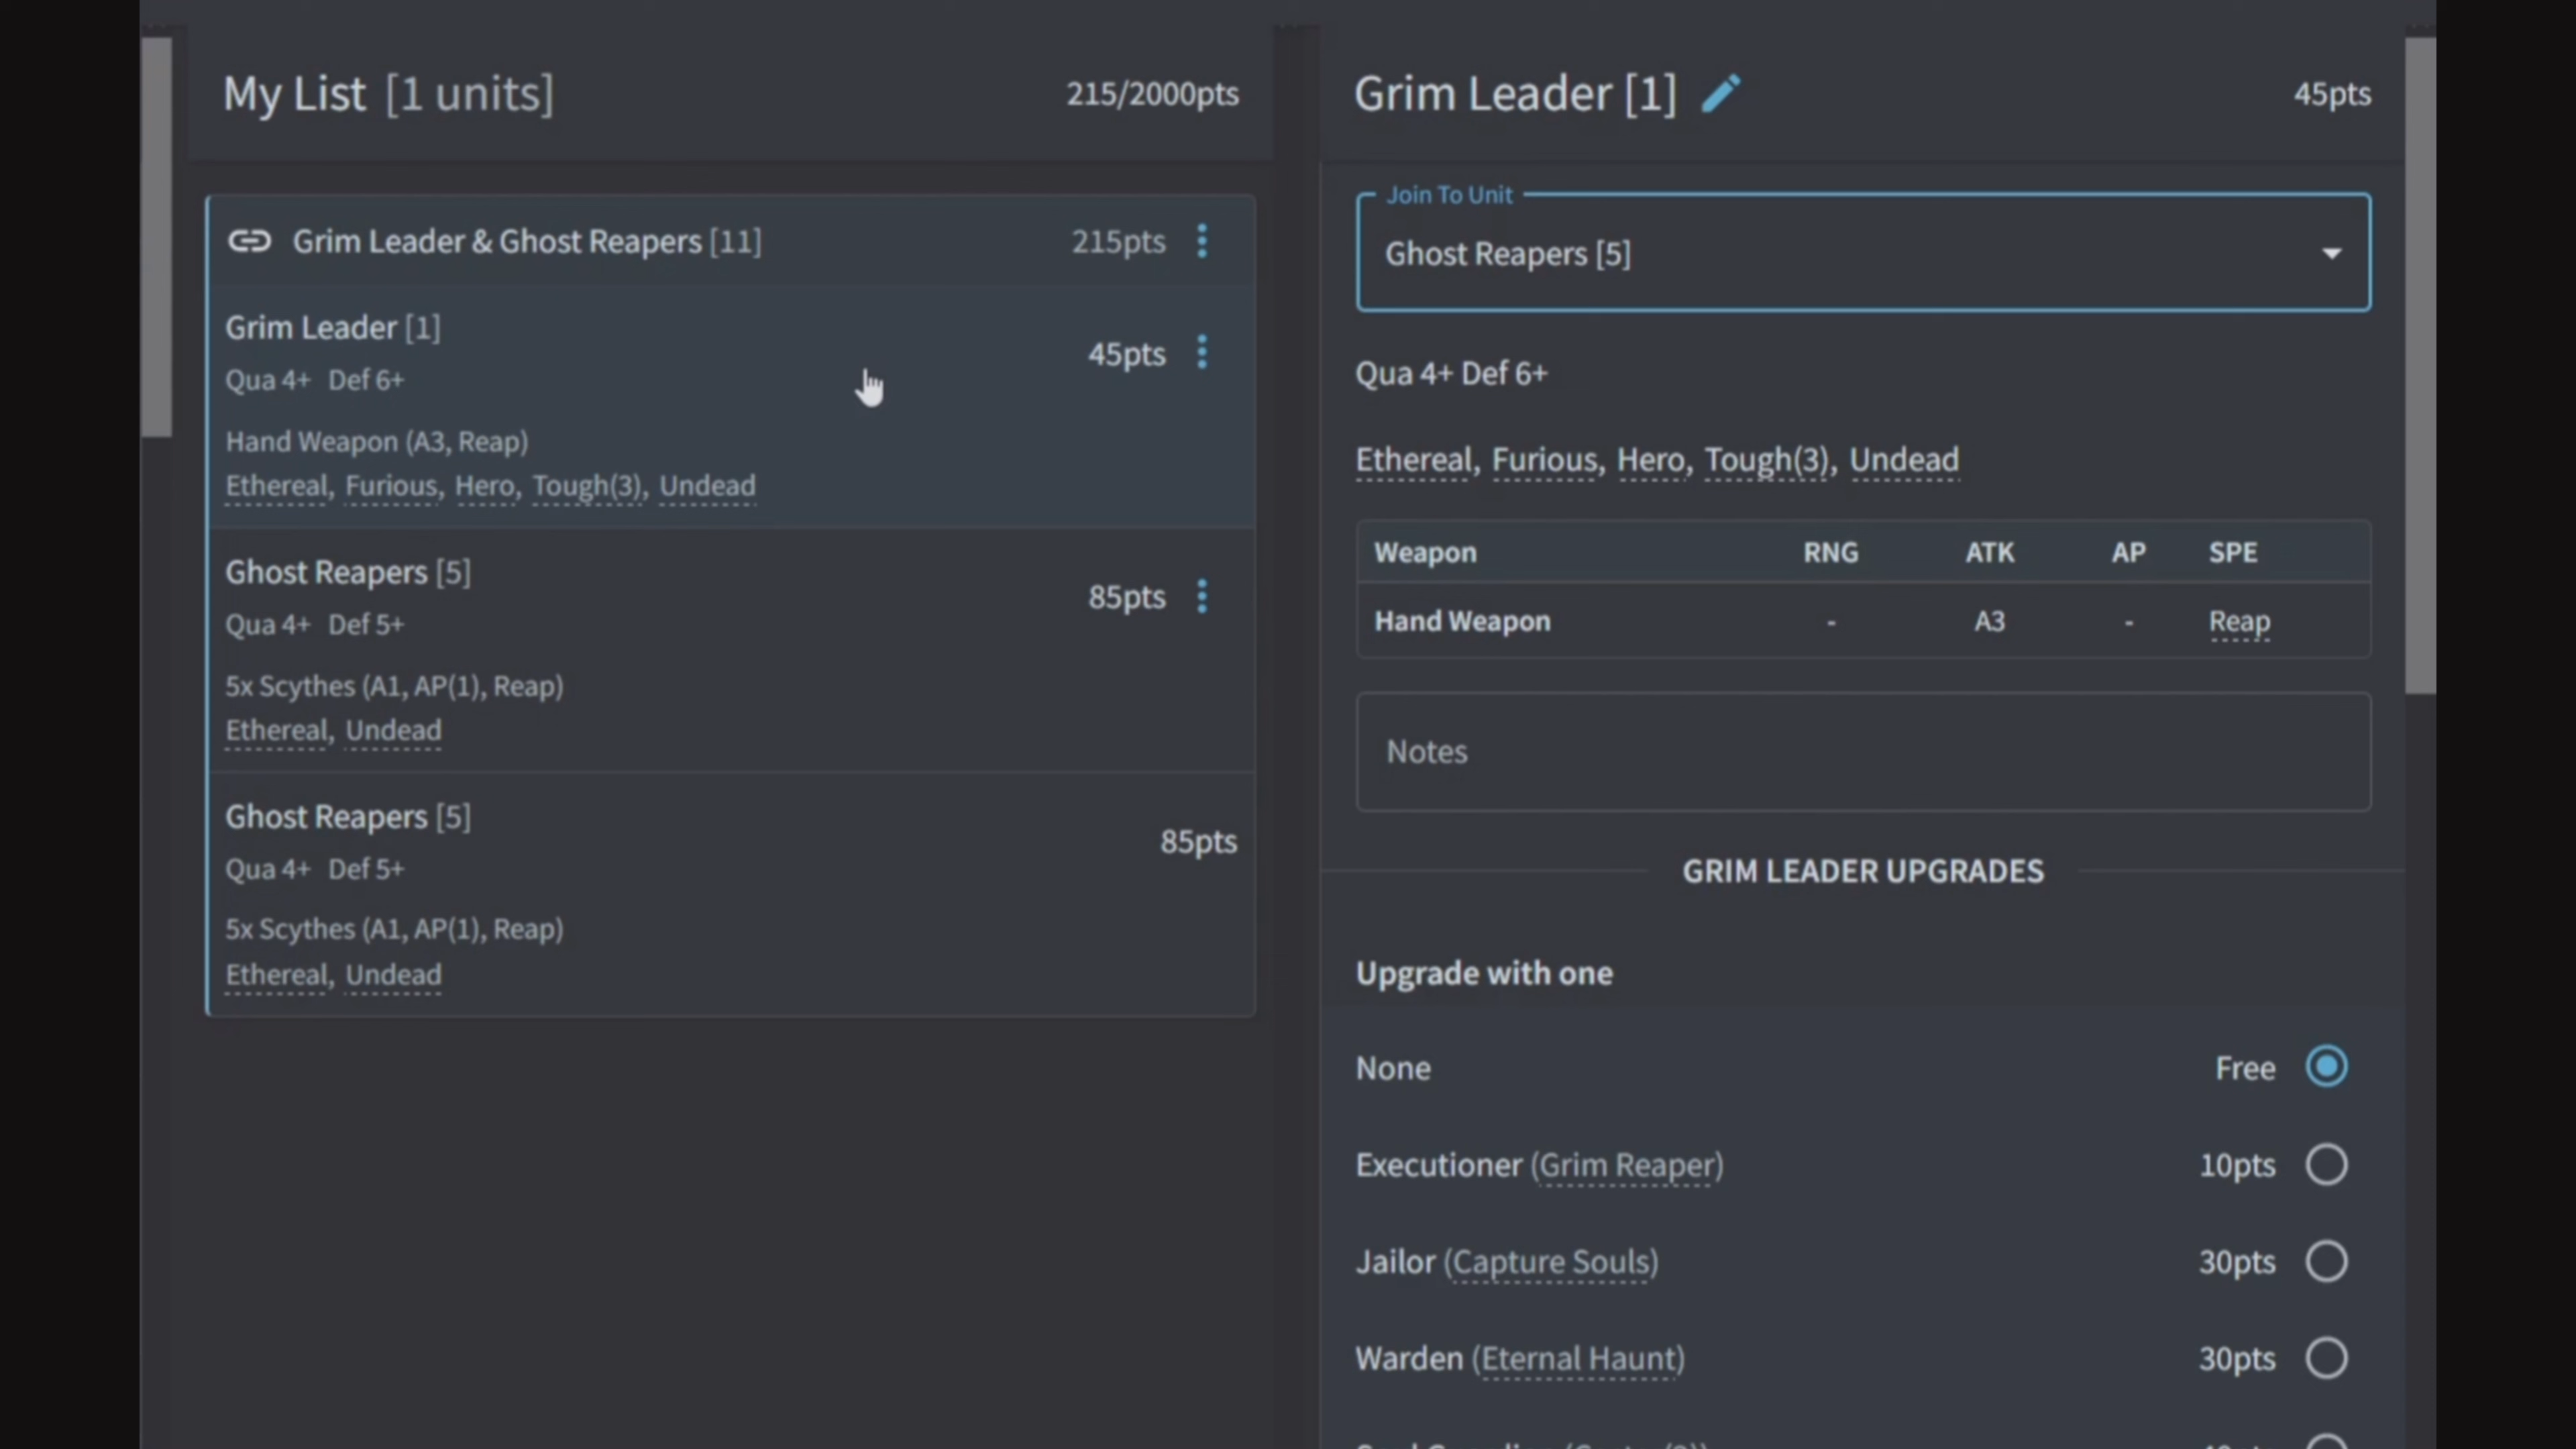 My List [1 units] 215/2000pts
Grim Leader & Ghost Reapers [11] 215pts
Grim Leader [1] 45pts
Qua 4+ Def 6+
Hand Weapon (A3, Reap)
Ethereal, Furious, Hero, Tough(3), Undead
Ghost Reapers [5] 85pts
Qua 4+ Def 5+
5x Scythes (A1, AP(1), Reap)
Ethereal, Undead
Ghost Reapers [5] 85pts
Qua 4+ Def 5+
5x Scythes (A1, AP(1), Reap)
Ethereal, Undead
Grim Leader [1] 45pts
Join To Unit
Ghost Reapers [5]
Qua 4+ Def 6+
Ethereal, Furious, Hero, Tough(3), Undead
Weapon RNG ATK AP SPE
Hand Weapon - A3 - Reap
Notes
GRIM LEADER UPGRADES
Upgrade with one
None Free
Executioner (Grim Reaper) 10pts
Jailor (Capture Souls) 30pts
Warden (Eternal Haunt) 30pts